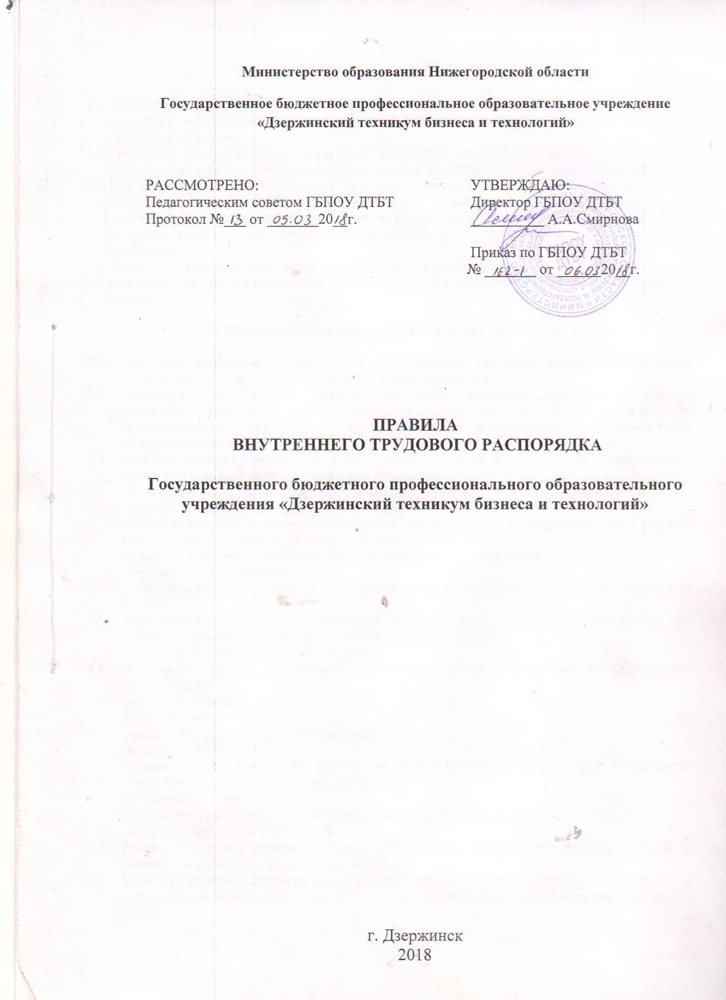 Министерство образования Нижегородской области
Государственное бюджетное профессиональное образовательное учреждение
«Дзержинский техникум бизнеса и технологий»
РАССМОТРЕНО:
Педагогическим советом ГБПОУ ДТБТ
Протокол № 13 от 05.03 2018г.
УТВЕРЖДАЮ:
Директор ГБПОУ ДТБТ
А.А.Смирнова
Приказ по ГБПОУ ДТБТ
№ 162-1 от 06.03 2018г.
ГБПОУ
ДТБТ
ПРАВИЛА
ВНУТРЕННЕГО ТРУДОВОГО РАСПОРЯДКА
Государственного бюджетного профессионального образовательного
учреждения «Дзержинский техникум бизнеса и технологий»
г. Дзержинск
2018